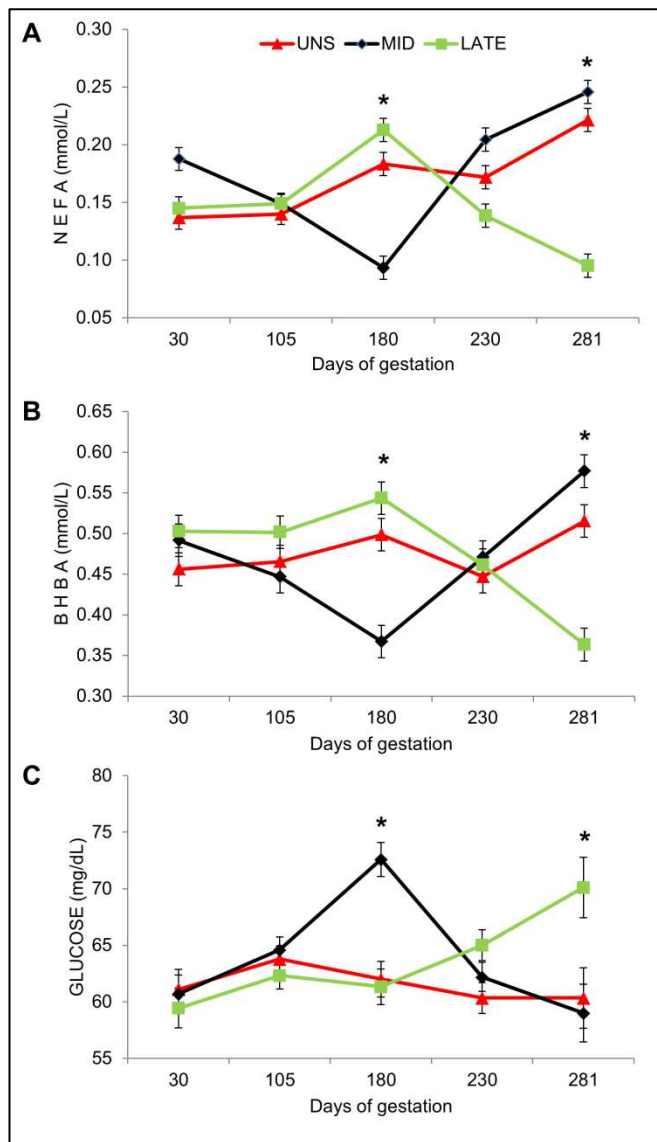 A
UNS MID LATE
N E F A (mmol/L)
0.30
0.25
0.20
0.15
0.10
0.05
*
*
30 105 180 230 281
Days of gestation
B
B H B A (mmol/L)
0.65
0.60
0.55
0.50
0.45
0.40
0.35
0.30
*
*
30 105 180 230 281
Days of gestation
C
GLUCOSE (mg/dL)
80
75
70
65
60
55
*
*
30 105 180 230 281
Days of gestation